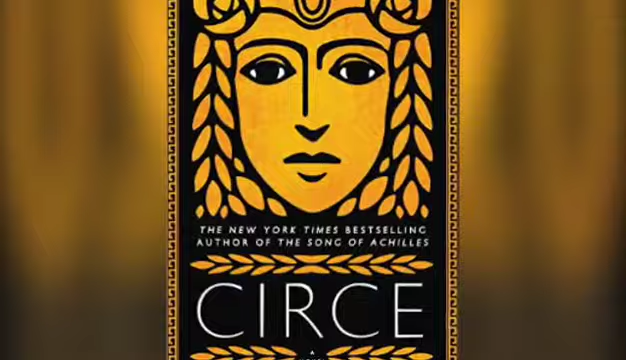 THE NEW YORK TIMES BESTSELLING
AUTHOR OF THE SONG OF ACHILLES
CIRCE
A